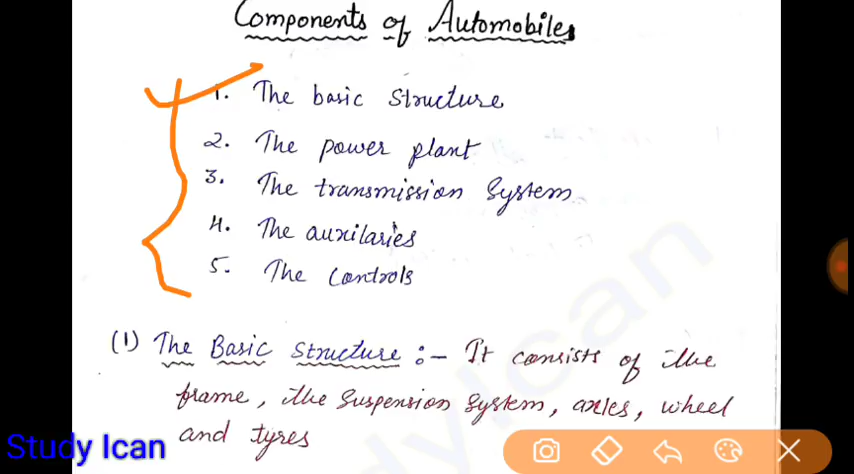 Components of Automobiles
1. The basic structure
2. The power plant
3. The transmission System
4. The auxilaries
5. The Controls
(1) The Basic Structure :- It consists of the
frame, the Suspension System, axles, wheel
and tyres
Study Ican